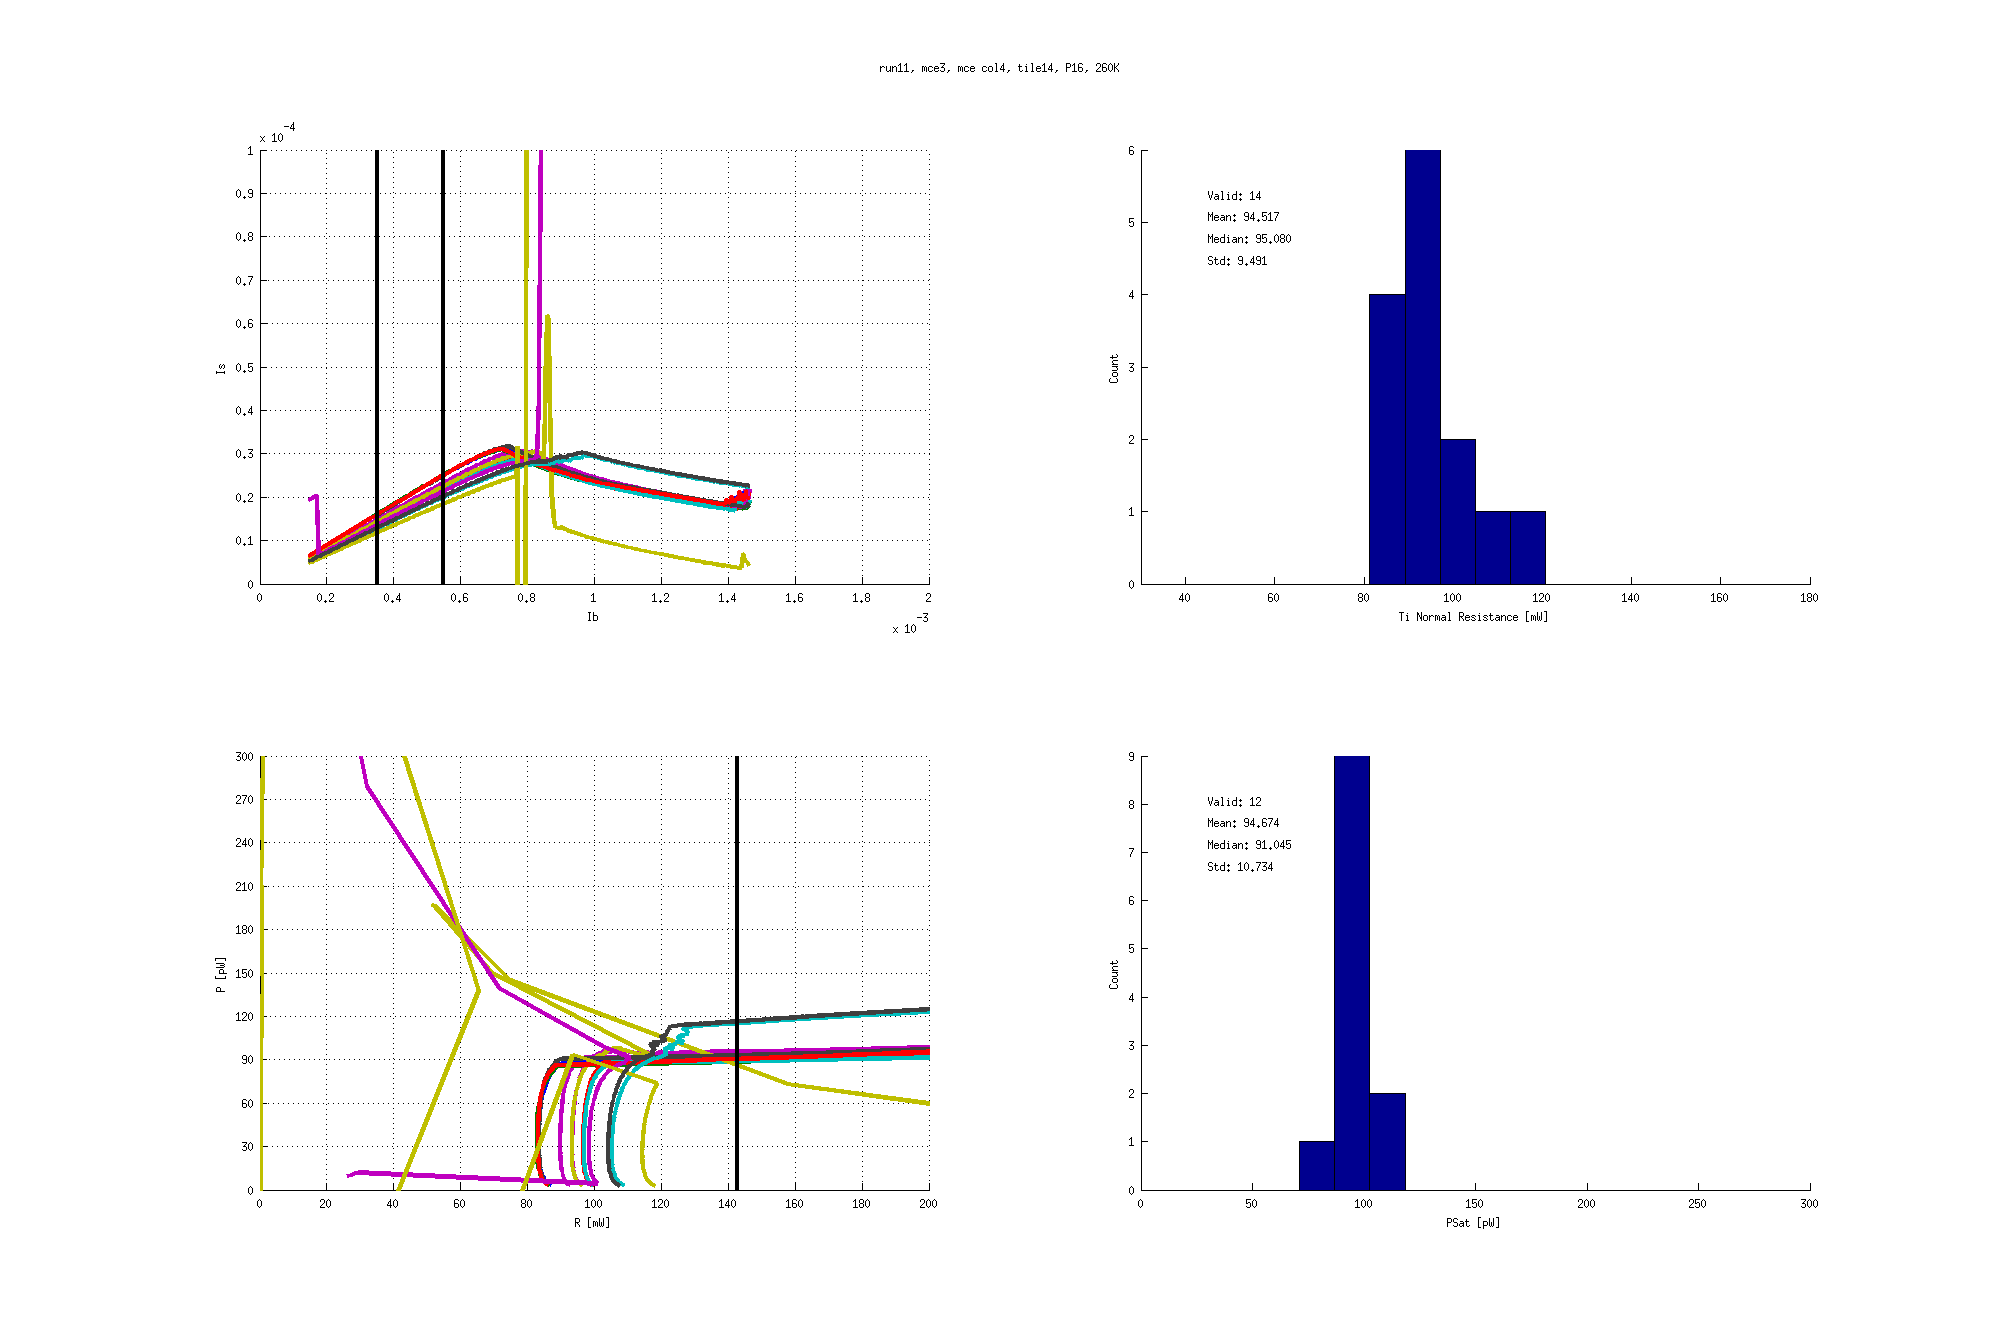 run11, mce3, mce col4, tile14, P16, 260K
x 10^-4
1
0.9
0.8
0.7
0.6
0.5
0.4
0.3
0.2
0.1
0
Is
0 0.2 0.4 0.6 0.8 1 1.2 1.4 1.6 1.8 2
Ib
x 10^-3
6
5
4
3
2
1
0
Count
Valid: 14
Mean: 94.517
Median: 95.080
Std: 9.491
40 60 80 100 120 140 160 180
Ti Normal Resistance [mW]
300
270
240
210
180
150
120
90
60
30
0
P [pW]
0 20 40 60 80 100 120 140 160 180 200
R [mW]
9
8
7
6
5
4
3
2
1
0
Count
Valid: 12
Mean: 94.674
Median: 91.045
Std: 10.734
0 50 100 150 200 250 300
PSat [pW]